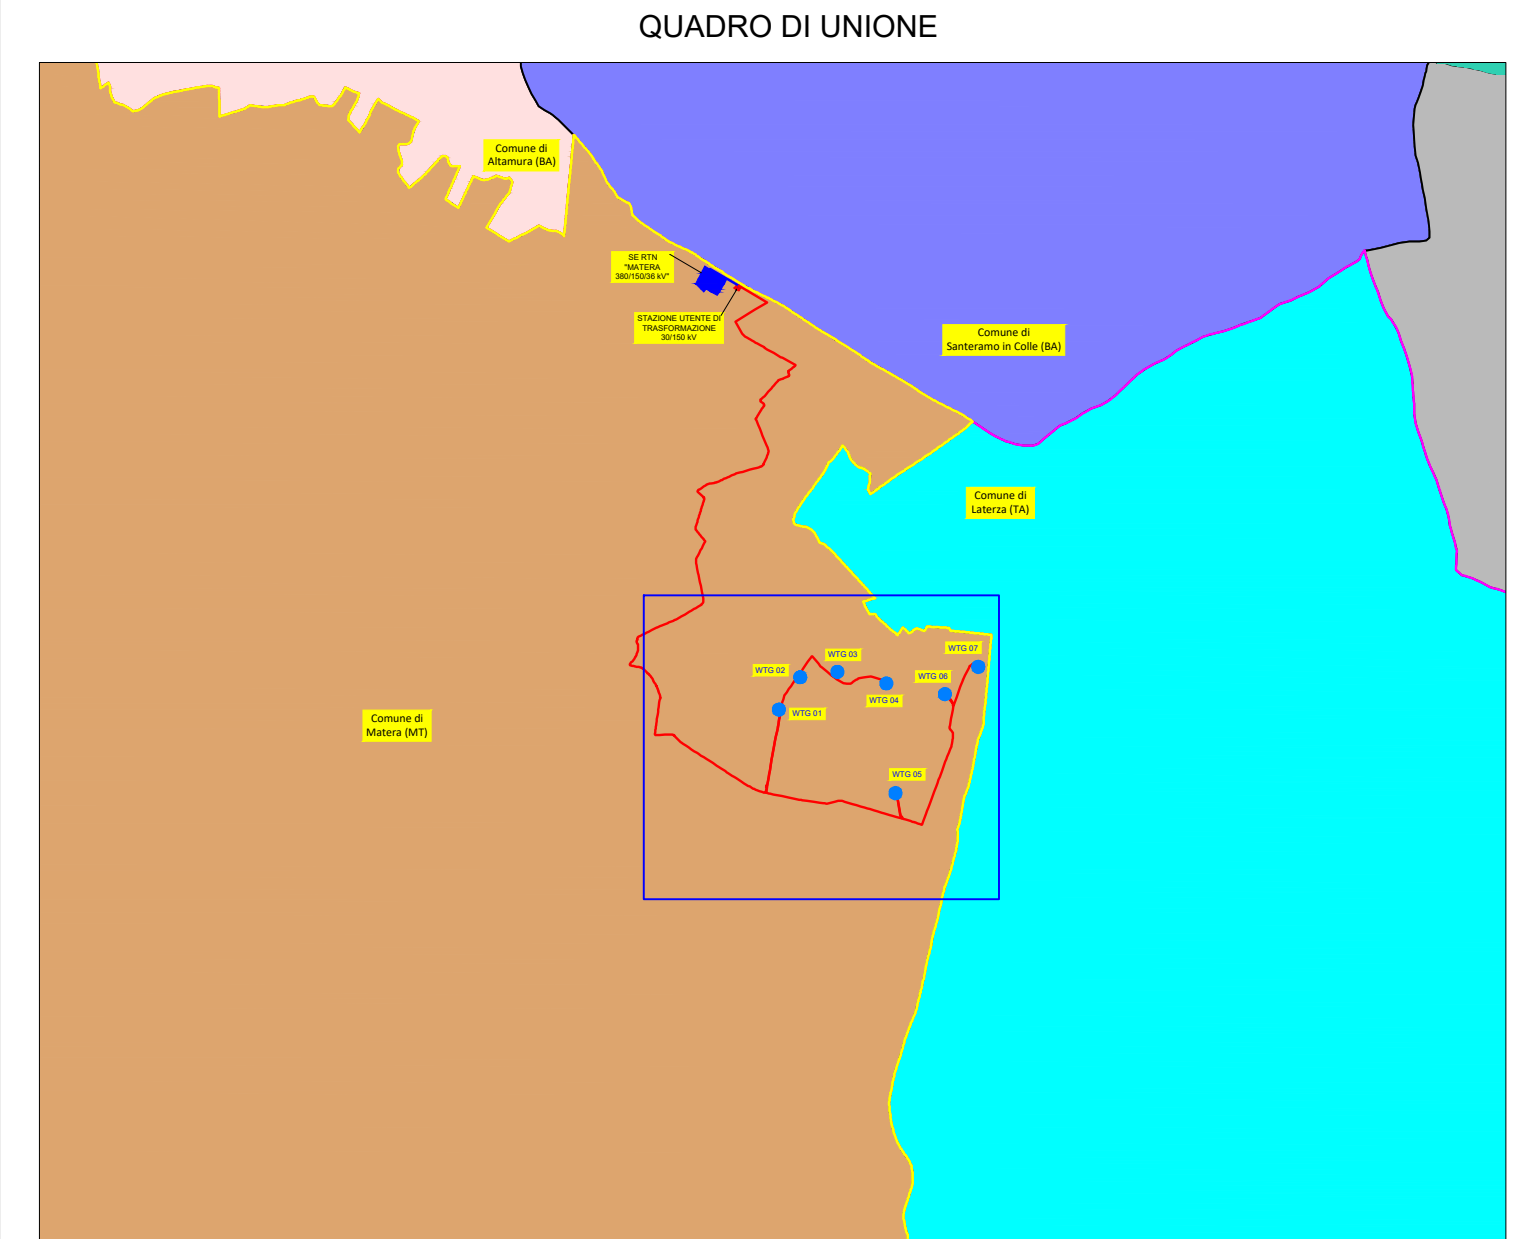 QUADRO DI UNIONE
Comune di
Altamura (BA)
SE RTN
"MATERA
380/150/36 kV"
STAZIONE UTENTE DI
TRASFORMAZIONE
30/150 kV
Comune di
Santeramo in Colle (BA)
Comune di
Laterza (TA)
WTG 07
WTG 03
WTG 02
WTG 06
WTG 04
WTG 01
Comune di
Matera (MT)
WTG 05